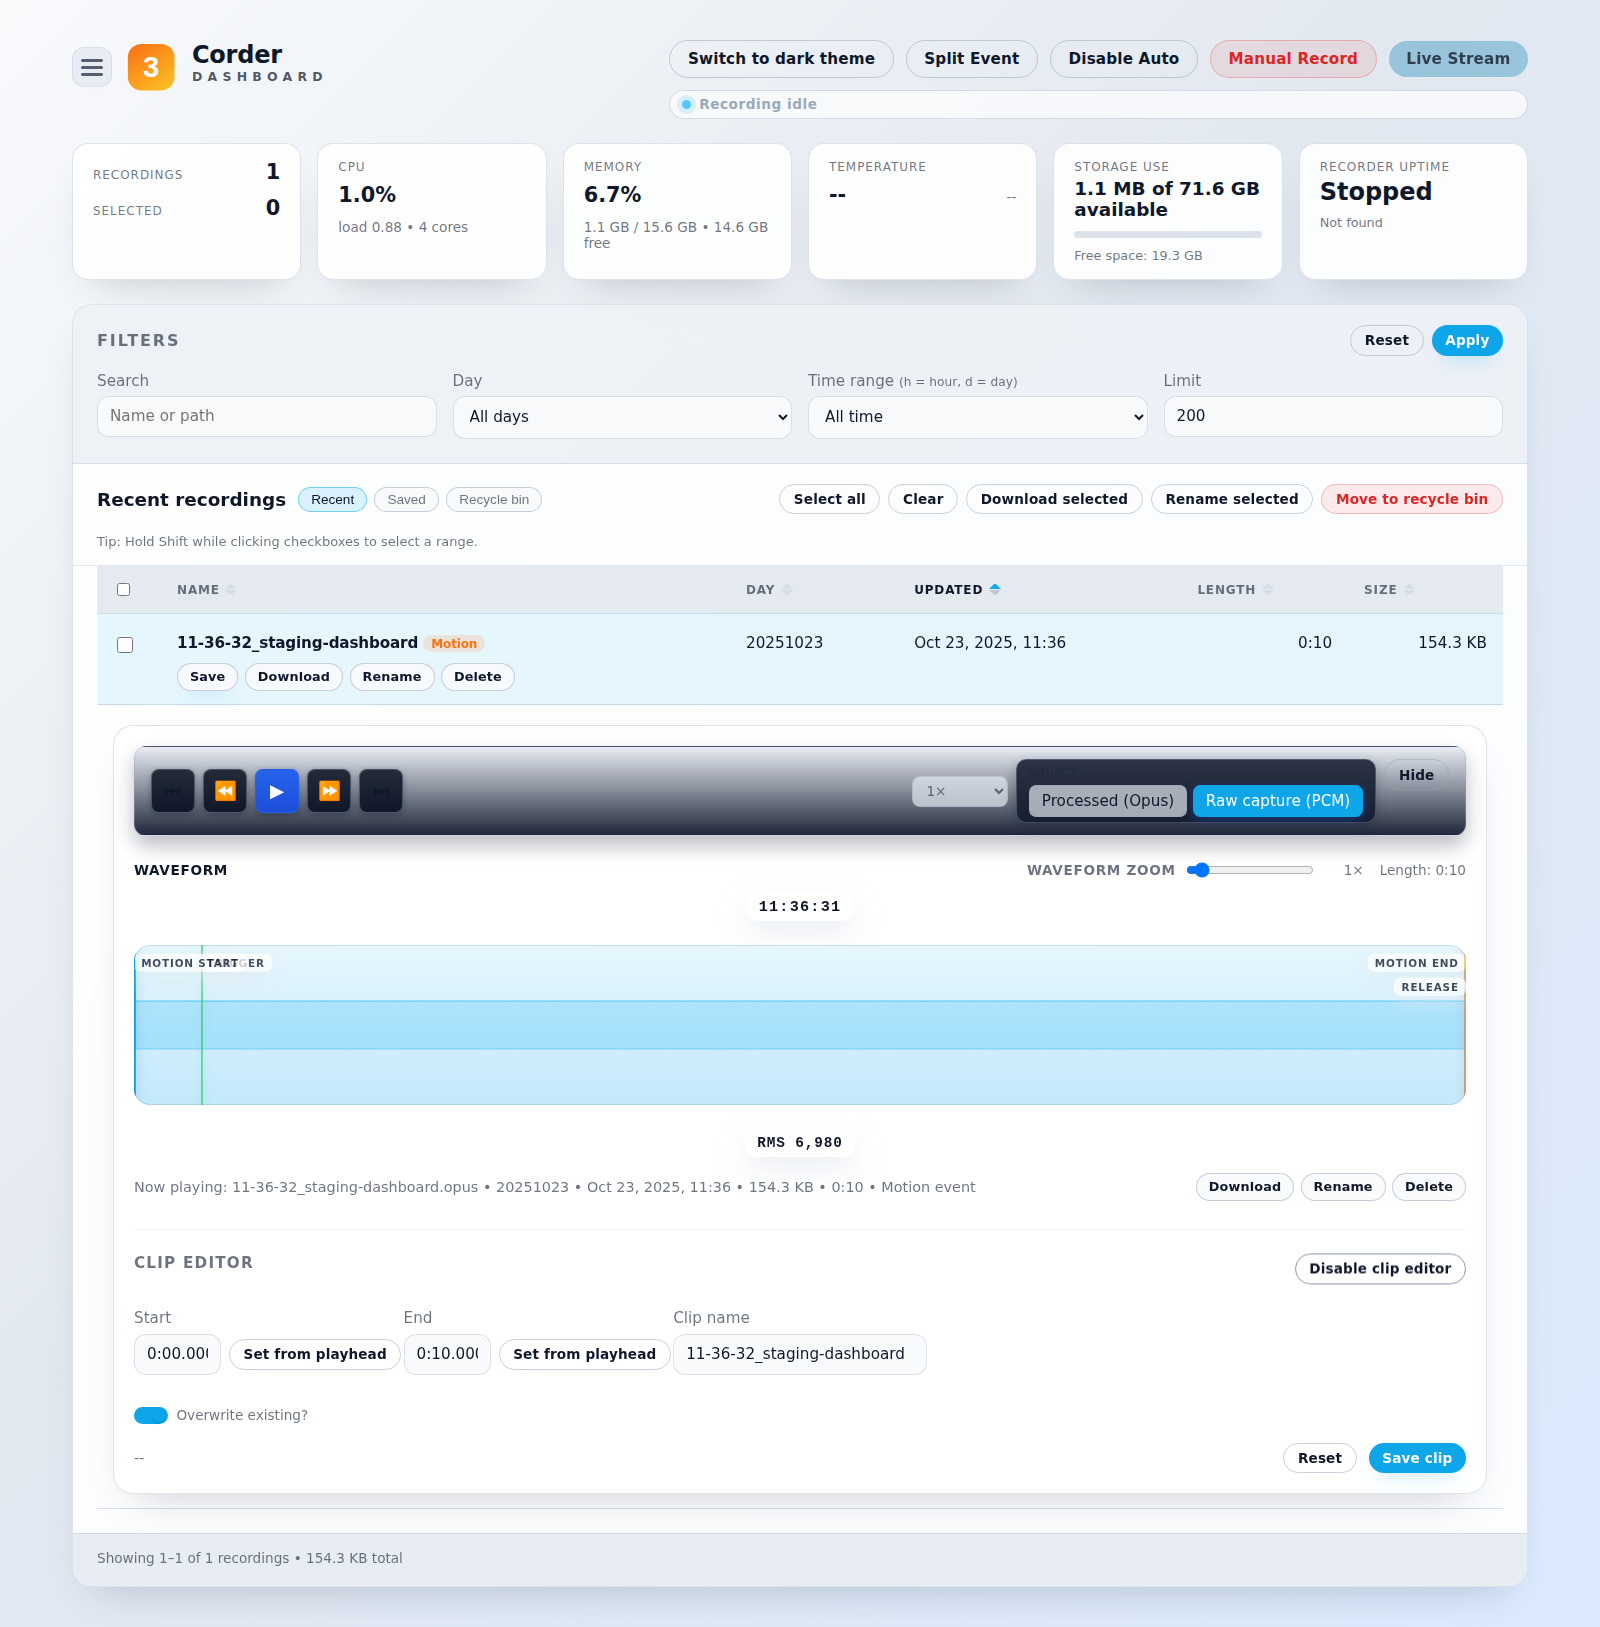 3
Corder
DASHBOARD
Switch to dark theme
Split Event
Disable Auto
Manual Record
Live Stream
Recording idle
RECORDINGS 1
SELECTED 0
CPU
1.0%
load 0.88 • 4 cores
MEMORY
6.7%
1.1 GB / 15.6 GB • 14.6 GB
free
TEMPERATURE
-- --
STORAGE USE
1.1 MB of 71.6 GB
available
Free space: 19.3 GB
RECORDER UPTIME
Stopped
Not found
FILTERS
Reset
Apply
Search
Name or path
Day
All days
Time range (h = hour, d = day)
All time
Limit
200
Recent recordings
Recent
Saved
Recycle bin
Select all
Clear
Download selected
Rename selected
Move to recycle bin
Tip: Hold Shift while clicking checkboxes to select a range.
NAME DAY UPDATED LENGTH SIZE
11-36-32_staging-dashboard Motion 20251023 Oct 23, 2025, 11:36 0:10 154.3 KB
Save
Download
Rename
Delete
1×
Processed (Opus)
Raw capture (PCM)
Hide
WAVEFORM
WAVEFORM ZOOM 1× Length: 0:10
11:36:31
MOTION START
MOTION END
RELEASE
RMS 6,980
Now playing: 11-36-32_staging-dashboard.opus • 20251023 • Oct 23, 2025, 11:36 • 154.3 KB • 0:10 • Motion event
Download
Rename
Delete
CLIP EDITOR
Disable clip editor
Start
0:00.000
Set from playhead
End
0:10.000
Set from playhead
Clip name
11-36-32_staging-dashboard
Overwrite existing?
--
Reset
Save clip
Showing 1–1 of 1 recordings • 154.3 KB total